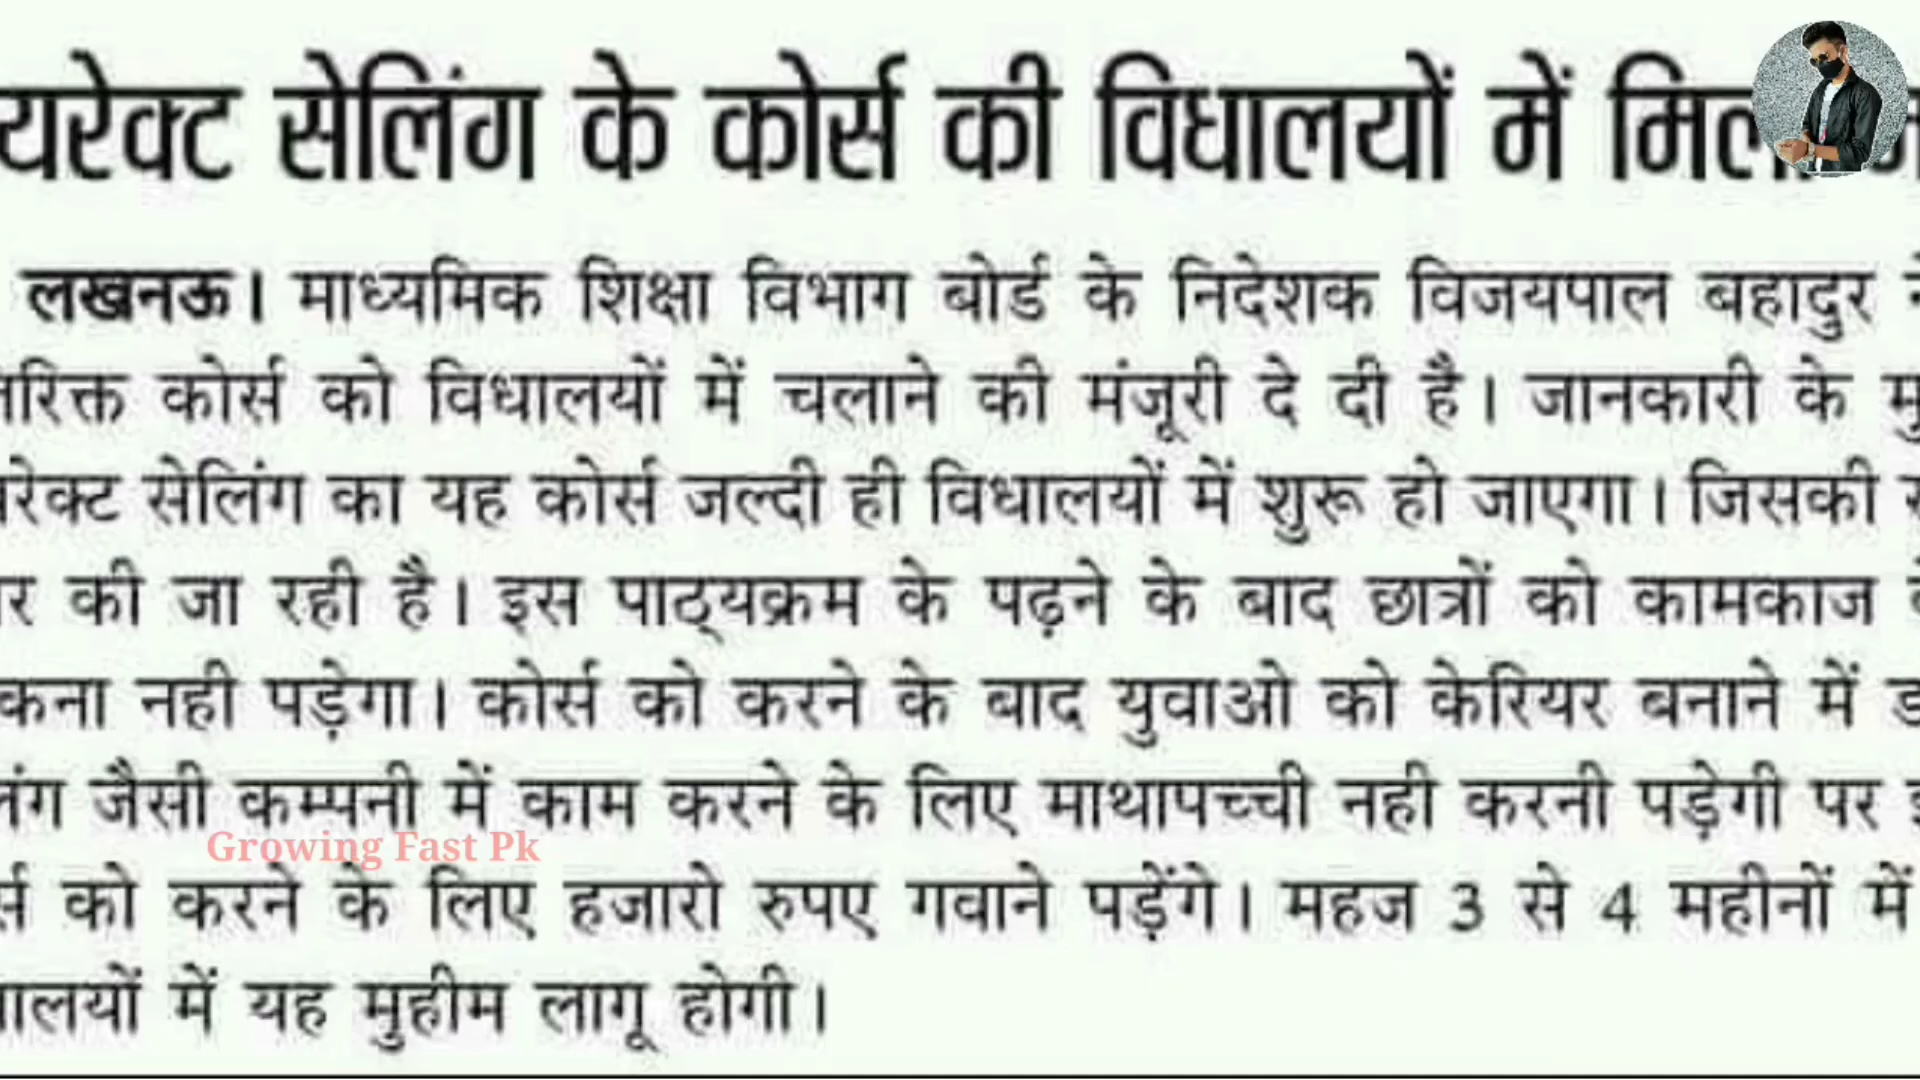 यरेक्ट सेलिंग के कोर्स की विधालयों में
लखनऊ। माध्यमिक शिक्षा विभाग बोर्ड के निदेशक विजयपाल बहादुर
कोर्स को विधालयों में चलाने की मंजूरी दे दी है। जानकारी के
सेलिंग का यह कोर्स जल्दी ही विधालयों में शुरू हो जाएगा। जिसकी
की जा रही है। इस पाठ्यक्रम के पढ़ने के बाद छात्रों को कामकाज
नही पड़ेगा। कोर्स को करने के बाद युवाओ को केरियर बनाने में
जैसी कम्पनी में काम करने के लिए माथापच्ची नही करनी पड़ेगी पर
Growing Fast Pk
को करने के लिए हजारो रुपए गवाने पड़ेंगे। महज 3 से 4 महीनों में
में यह मुहीम लागू होगी।